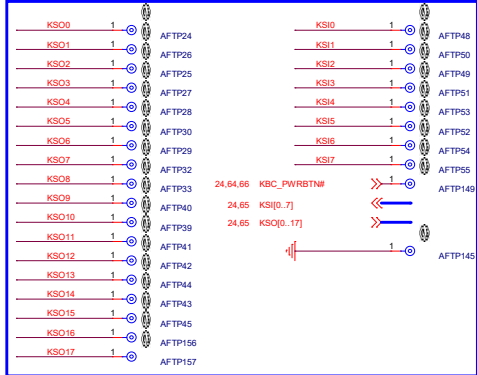 KSO0 1 AFTP24
KSO1 1 AFTP26
KSO2 1 AFTP25
KSO3 1 AFTP27
KSO4 1 AFTP28
KSO5 1 AFTP30
KSO6 1 AFTP29
KSO7 1 AFTP32
KSO8 1 AFTP33
KSO9 1 AFTP40
KSO10 1 AFTP39
KSO11 1 AFTP41
KSO12 1 AFTP42
KSO13 1 AFTP44
KSO14 1 AFTP43
KSO15 1 AFTP45
KSO16 1 AFTP156
KSO17 1 AFTP157
KSI0 1 AFTP48
KSI1 1 AFTP50
KSI2 1 AFTP49
KSI3 1 AFTP51
KSI4 1 AFTP53
KSI5 1 AFTP52
KSI6 1 AFTP54
KSI7 1 AFTP55
24,64,66 KBC_PWRBTN# 1 AFTP149
24,65 KSI[0..7]
24,65 KSO[0..17]
1 AFTP145